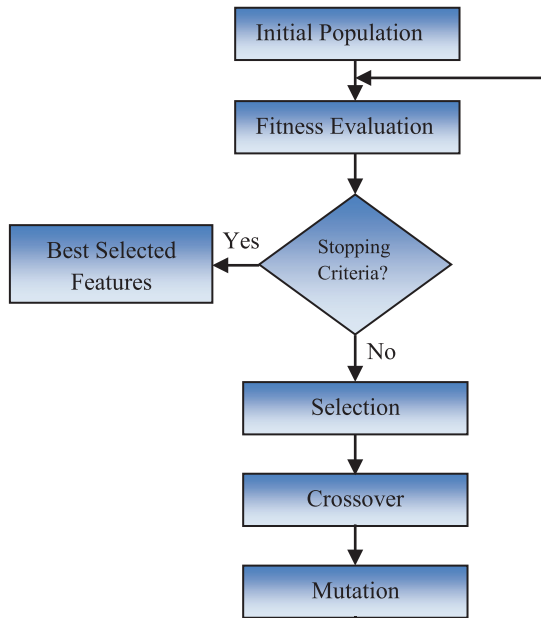 Initial Population
Fitness Evaluation
Stopping
Criteria?
Yes
Best Selected
Features
No
Selection
Crossover
Mutation